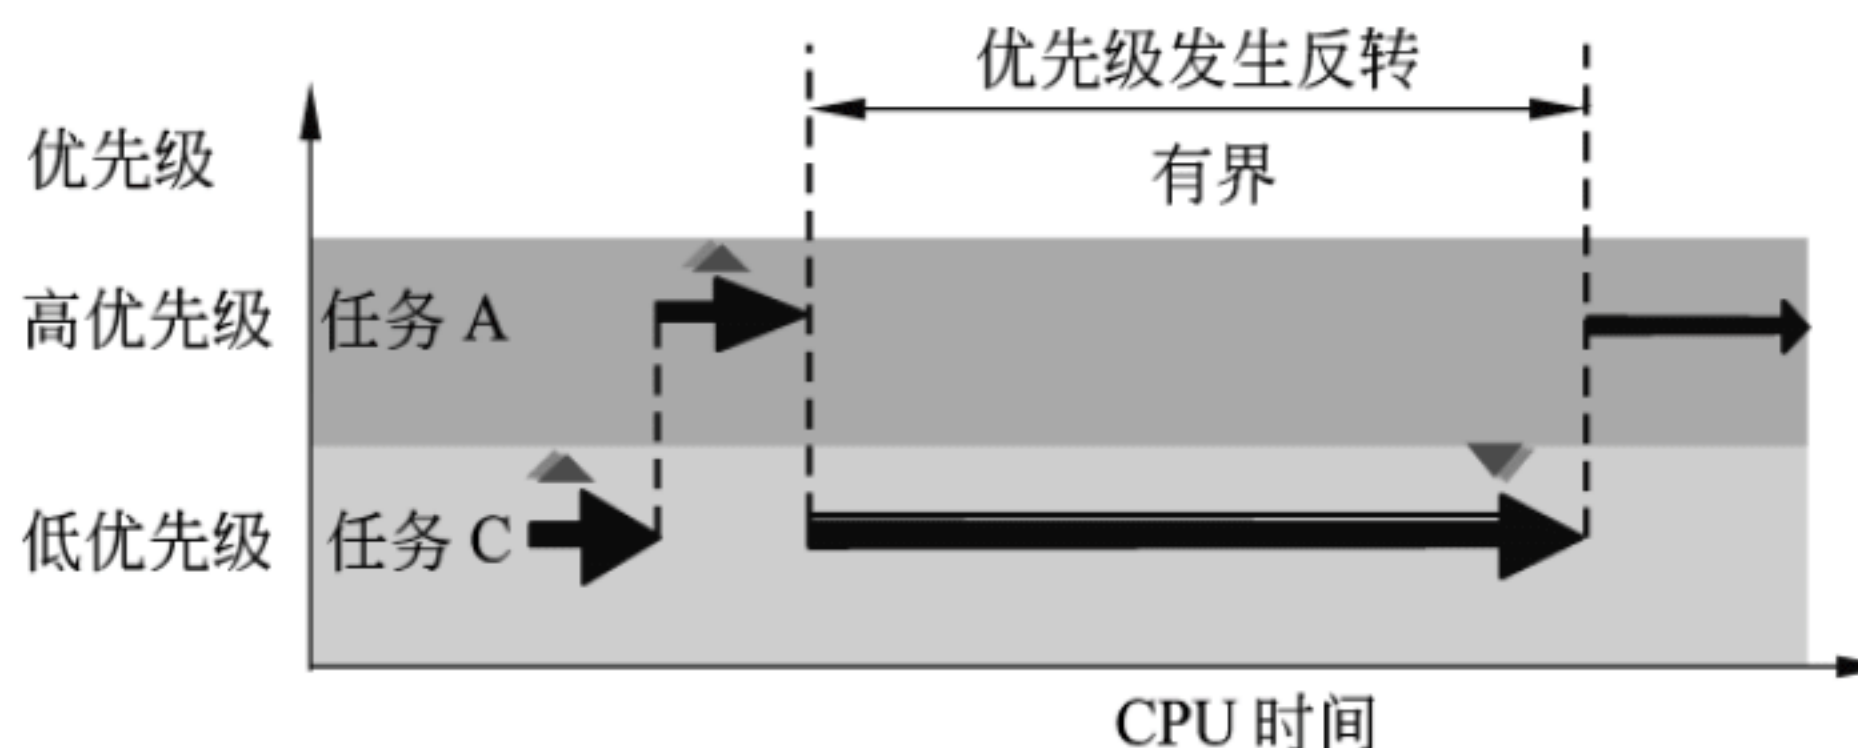 优先级发生反转
有界
优先级
高优先级 任务 A
低优先级 任务 C
CPU 时间